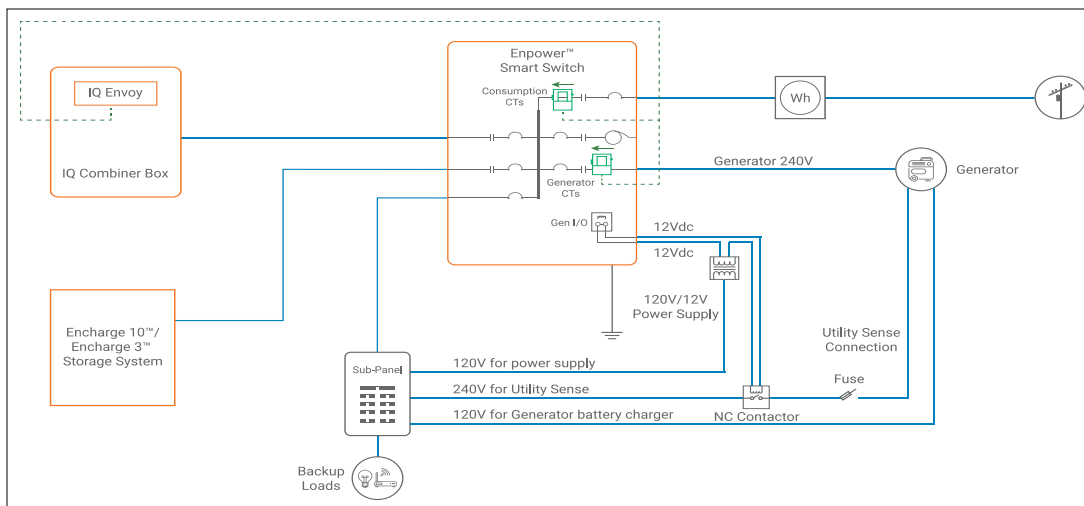 Enpower™
Smart Switch
IQ Envoy
Consumption
CTs
Wh
IQ Combiner Box
Generator 240V
Generator
Generator
CTs
Gen I/O
12Vdc
12Vdc
120V/12V
Power Supply
Encharge 10™/
Encharge 3™
Storage System
Utility Sense
Connection
Sub-Panel
120V for power supply
Fuse
240V for Utility Sense
NC Contactor
120V for Generator battery charger
Backup
Loads